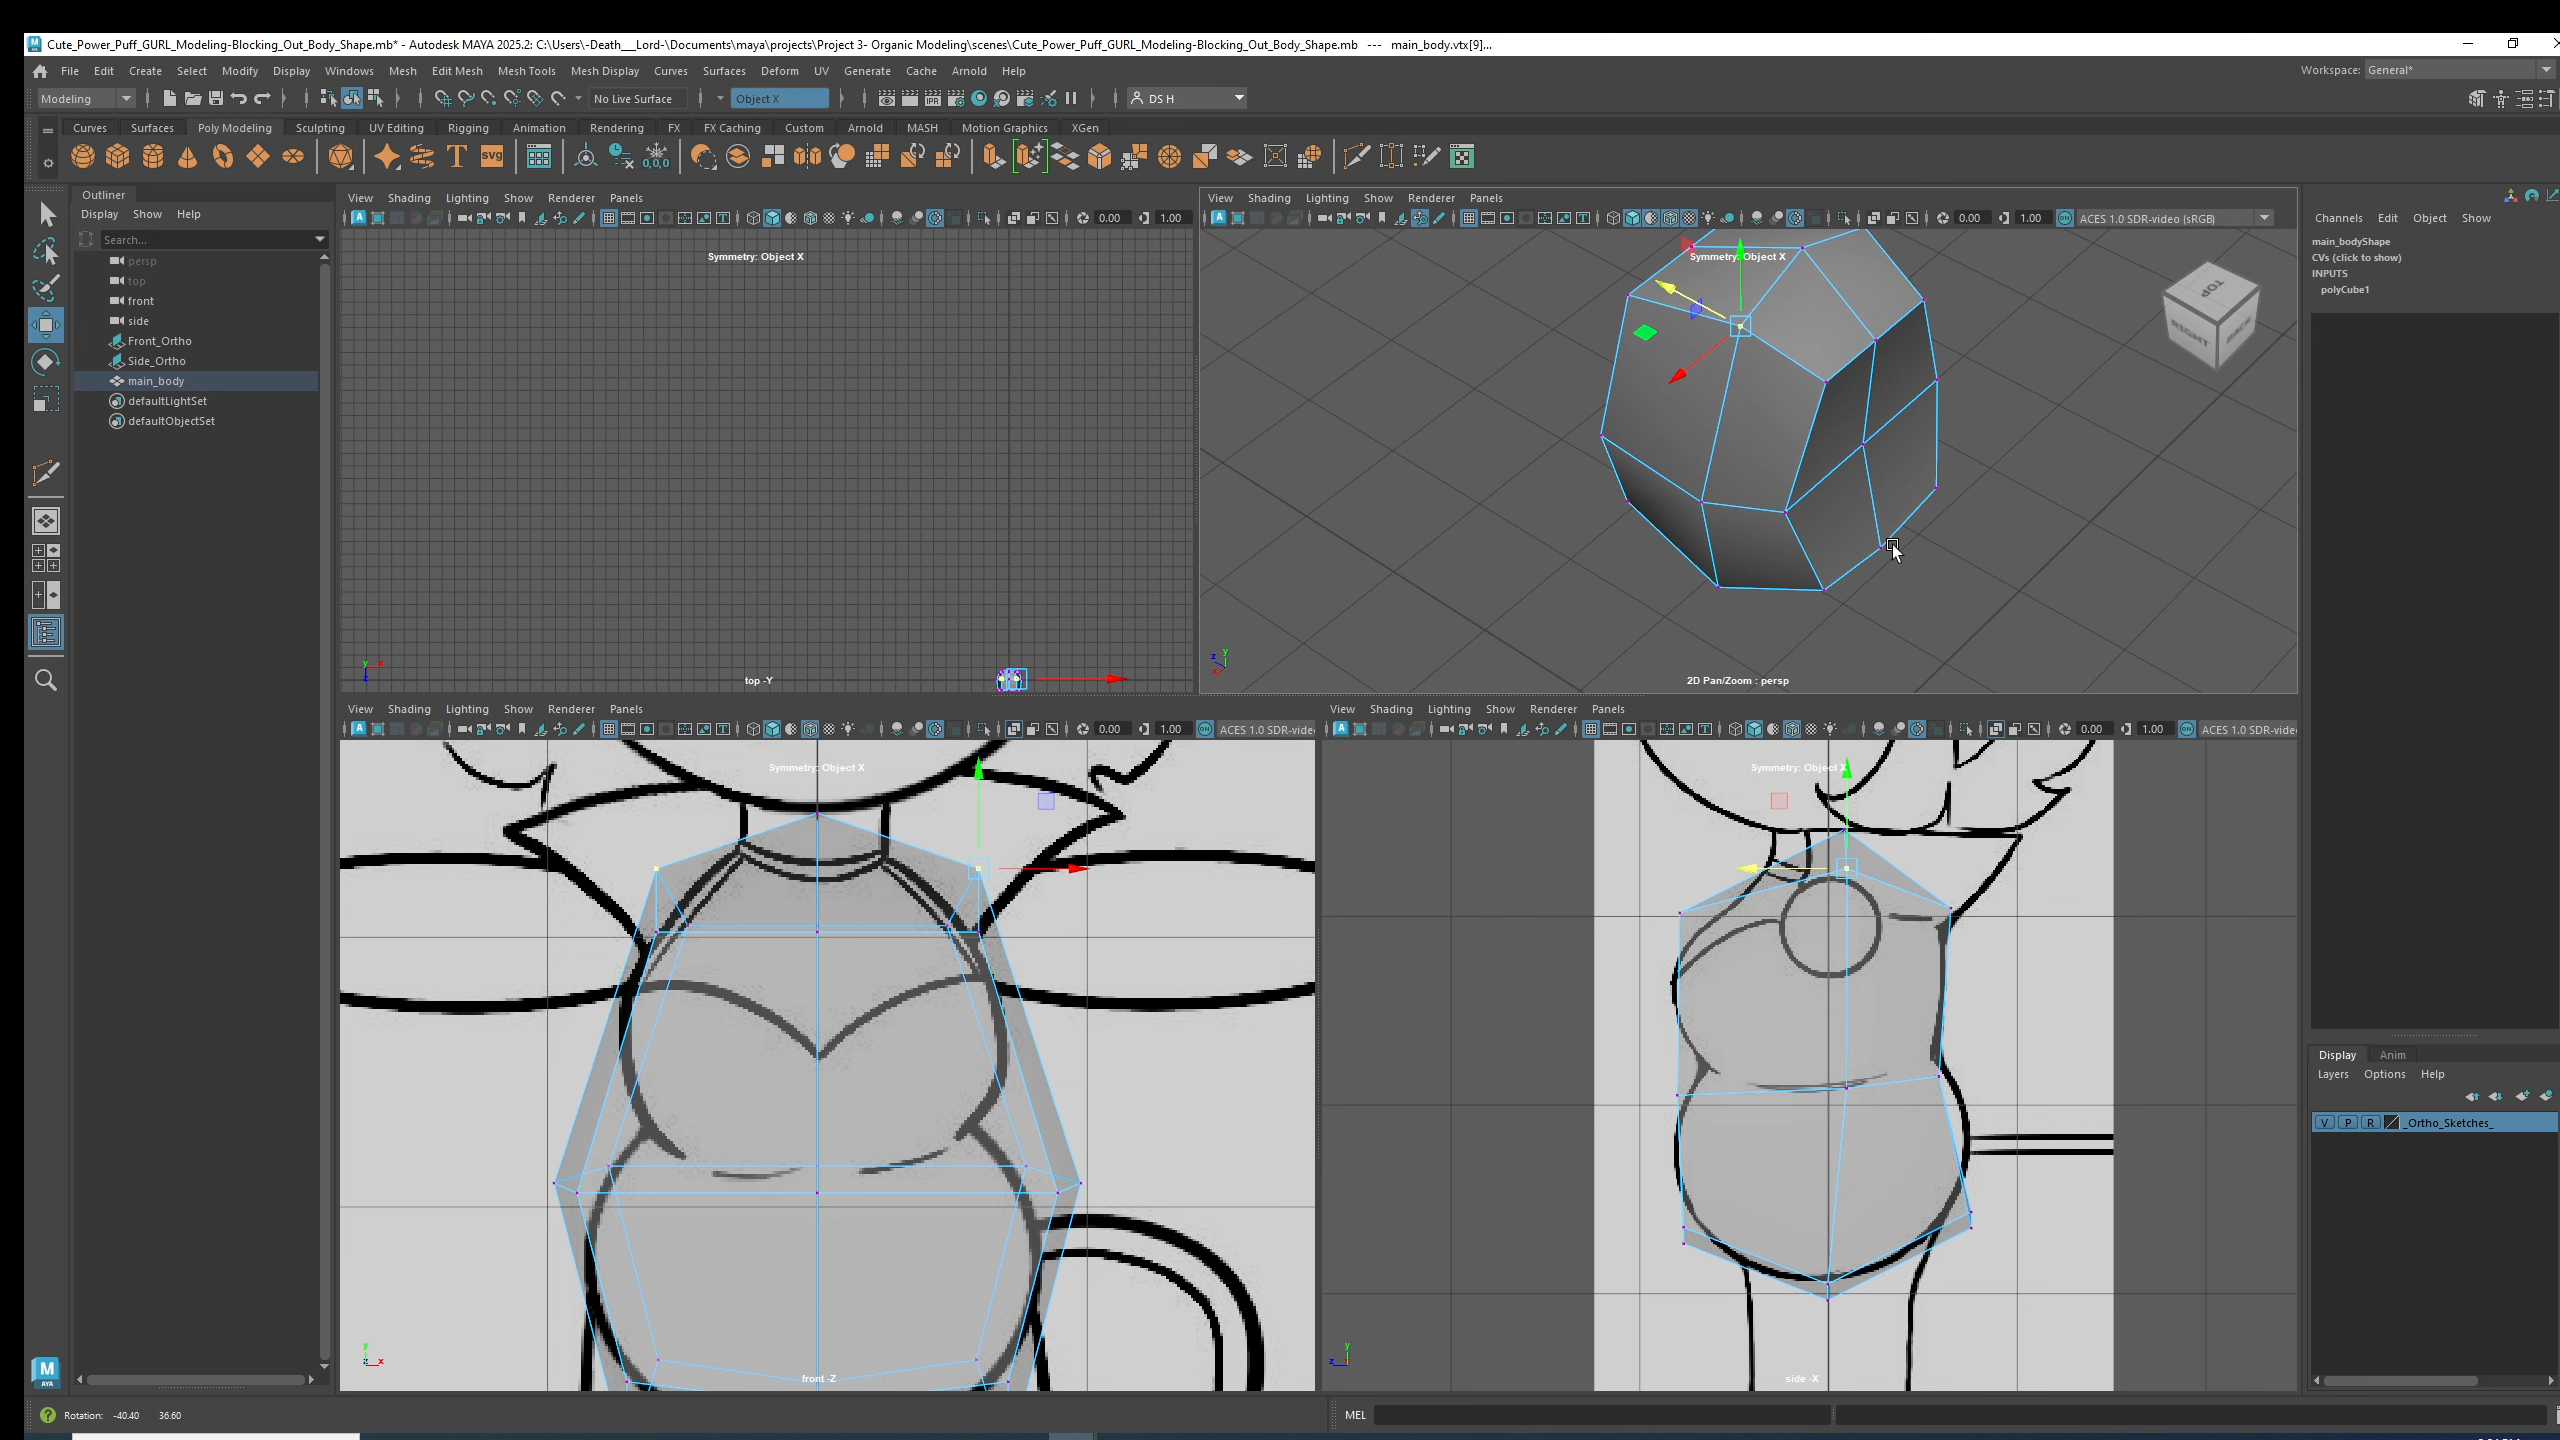 Cute_Power_Puff_GURL_Modeling-Blocking_Out_Body_Shape.mb* - Autodesk MAYA 2025.2: C:\Users\-Death__Lord-\Documents\maya\projects\Project 3- Organic Modeling\scenes\Cute_Power_Puff_GURL_Modeling-Blocking_Out_Body_Shape.mb --- main_body.vtx[9]...
File Edit Create Select Modify Display Windows Mesh Edit Mesh Mesh Tools Mesh Display Curves Surfaces Deform UV Generate Cache Arnold Help
Workspace: General*
Modeling
No Live Surface
Object X
DS H
Curves Surfaces Poly Modeling Sculpting UV Editing Rigging Animation Rendering FX FX Caching Custom Arnold MASH Motion Graphics XGen
Outliner
Display Show Help
Search...
persp
top
front
side
Front_Ortho
Side_Ortho
main_body
defaultLightSet
defaultObjectSet
View Shading Lighting Show Renderer Panels
0.00 1.00
Symmetry: Object X
top -Y
View Shading Lighting Show Renderer Panels
0.00 1.00 ACES 1.0 SDR-video (sRGB)
Symmetry: Object X
TOP
RIGHT
BACK
2D Pan/Zoom : persp
View Shading Lighting Show Renderer Panels
0.00 1.00 ACES 1.0 SDR-vide
Symmetry: Object X
front -Z
View Shading Lighting Show Renderer Panels
0.00 1.00 ACES 1.0 SDR-vide
Symmetry: Object X
side -X
Channels Edit Object Show
main_bodyShape
CVs (click to show)
INPUTS
polyCube1
Display Anim
Layers Options Help
V P R _Ortho_Sketches_
Rotation: -40.40 36.60
MEL